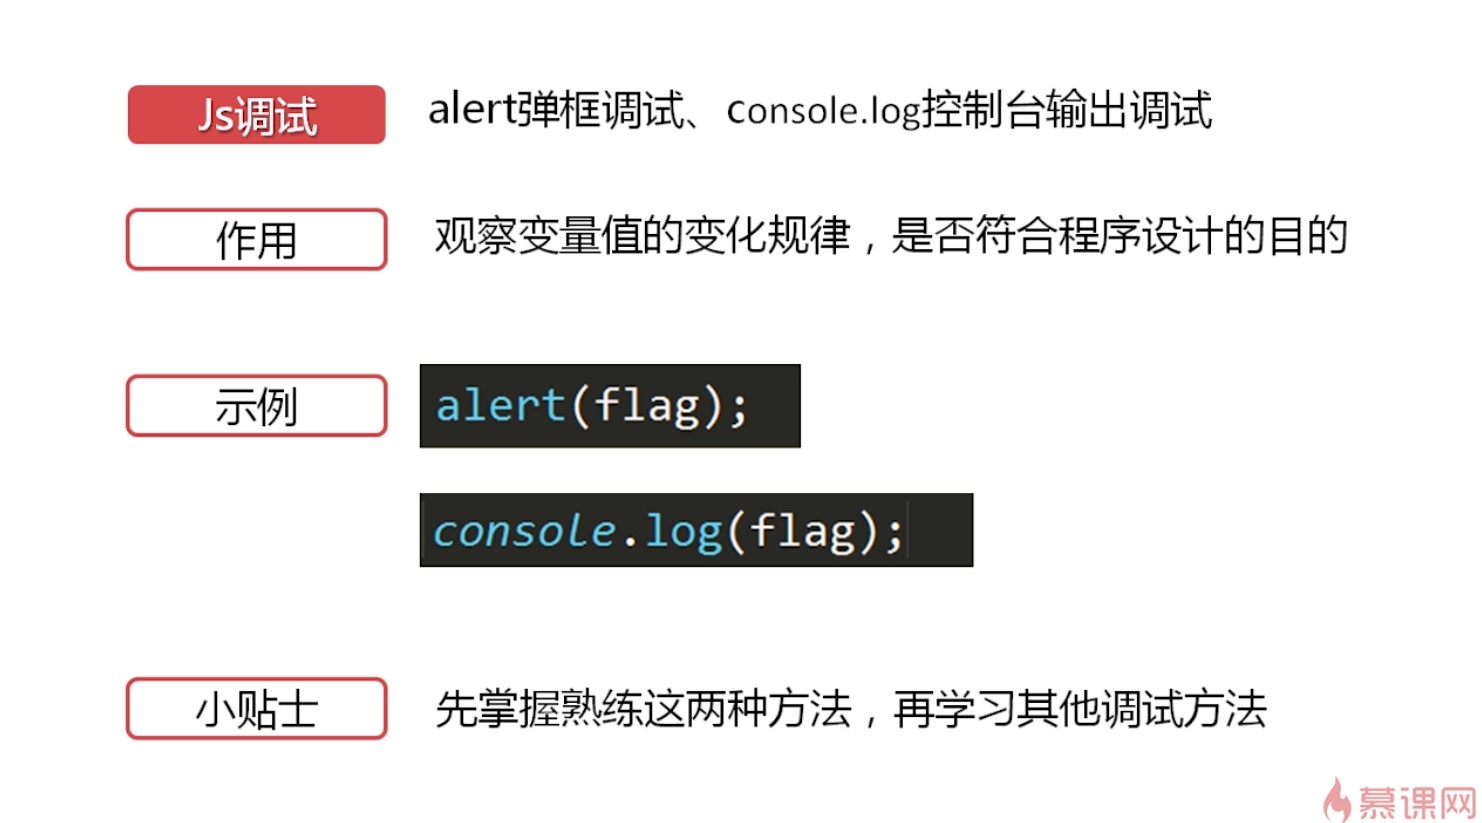 Js调试
alert弹框调试、console.log控制台输出调试
作用
观察变量值的变化规律，是否符合程序设计的目的
示例
alert(flag);
console.log(flag);
小贴士
先掌握熟练这两种方法，再学习其他调试方法
慕课网